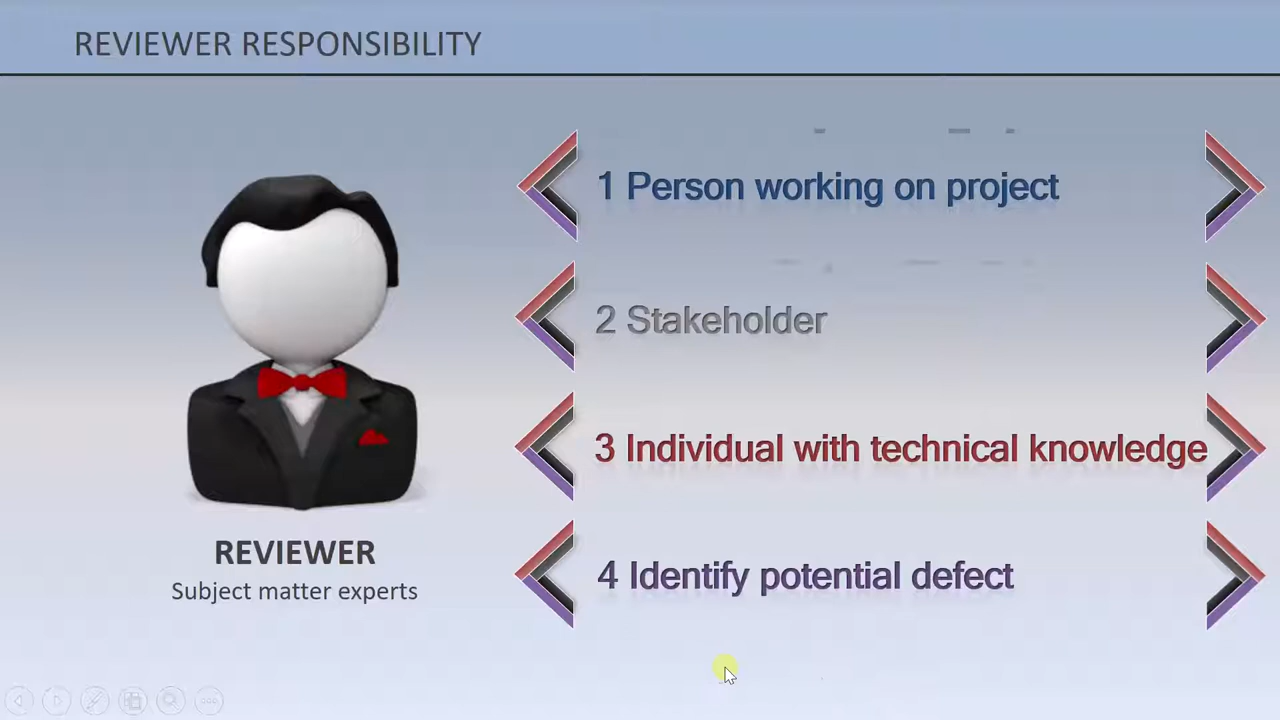 REVIEWER RESPONSIBILITY
1 Person working on project
2 Stakeholder
3 Individual with technical knowledge
4 Identify potential defect
REVIEWER
Subject matter experts